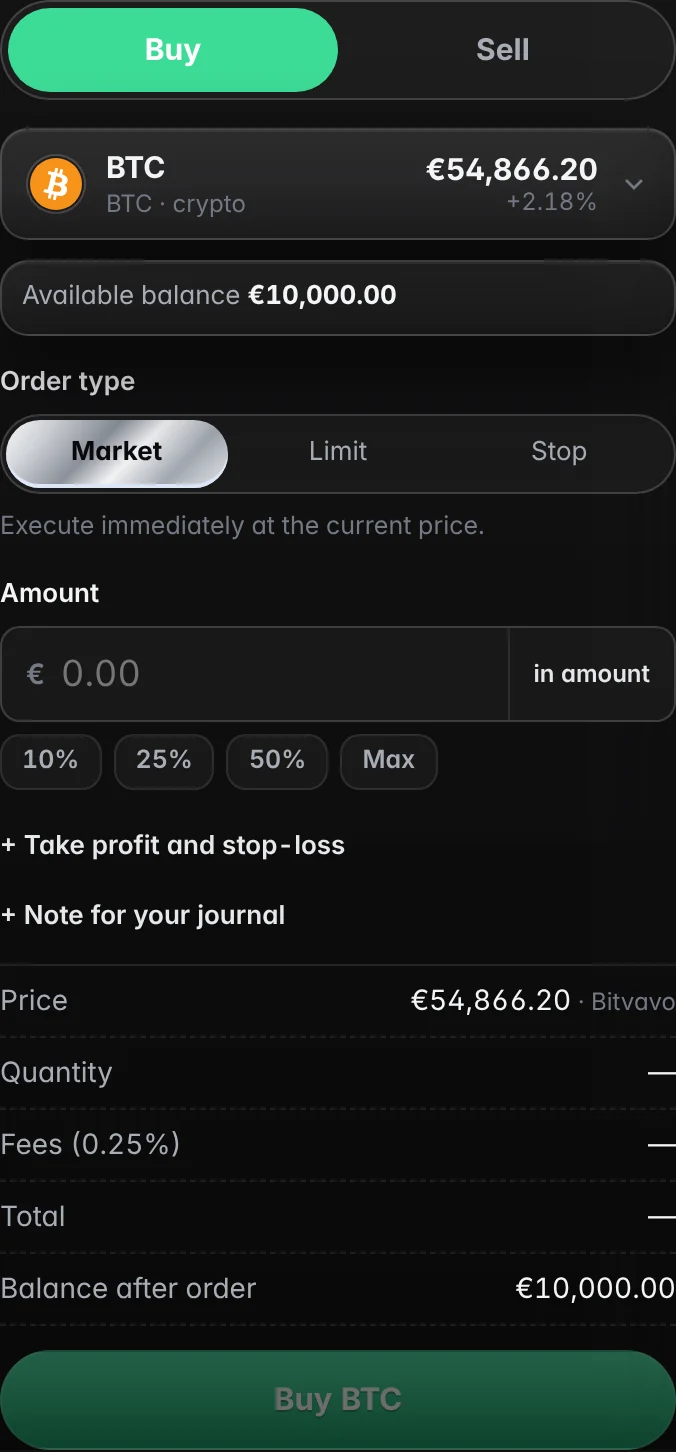 Buy
Sell
BTC
€54,866.20
BTC · crypto
+2.18%
Available balance €10,000.00
Order type
Market
Limit
Stop
Execute immediately at the current price.
Amount
€ 0.00
in amount
10%
25%
50%
Max
+ Take profit and stop-loss
+ Note for your journal
Price
€54,866.20 · Bitvavo
Quantity
—
Fees (0.25%)
—
Total
—
Balance after order
€10,000.00
Buy BTC